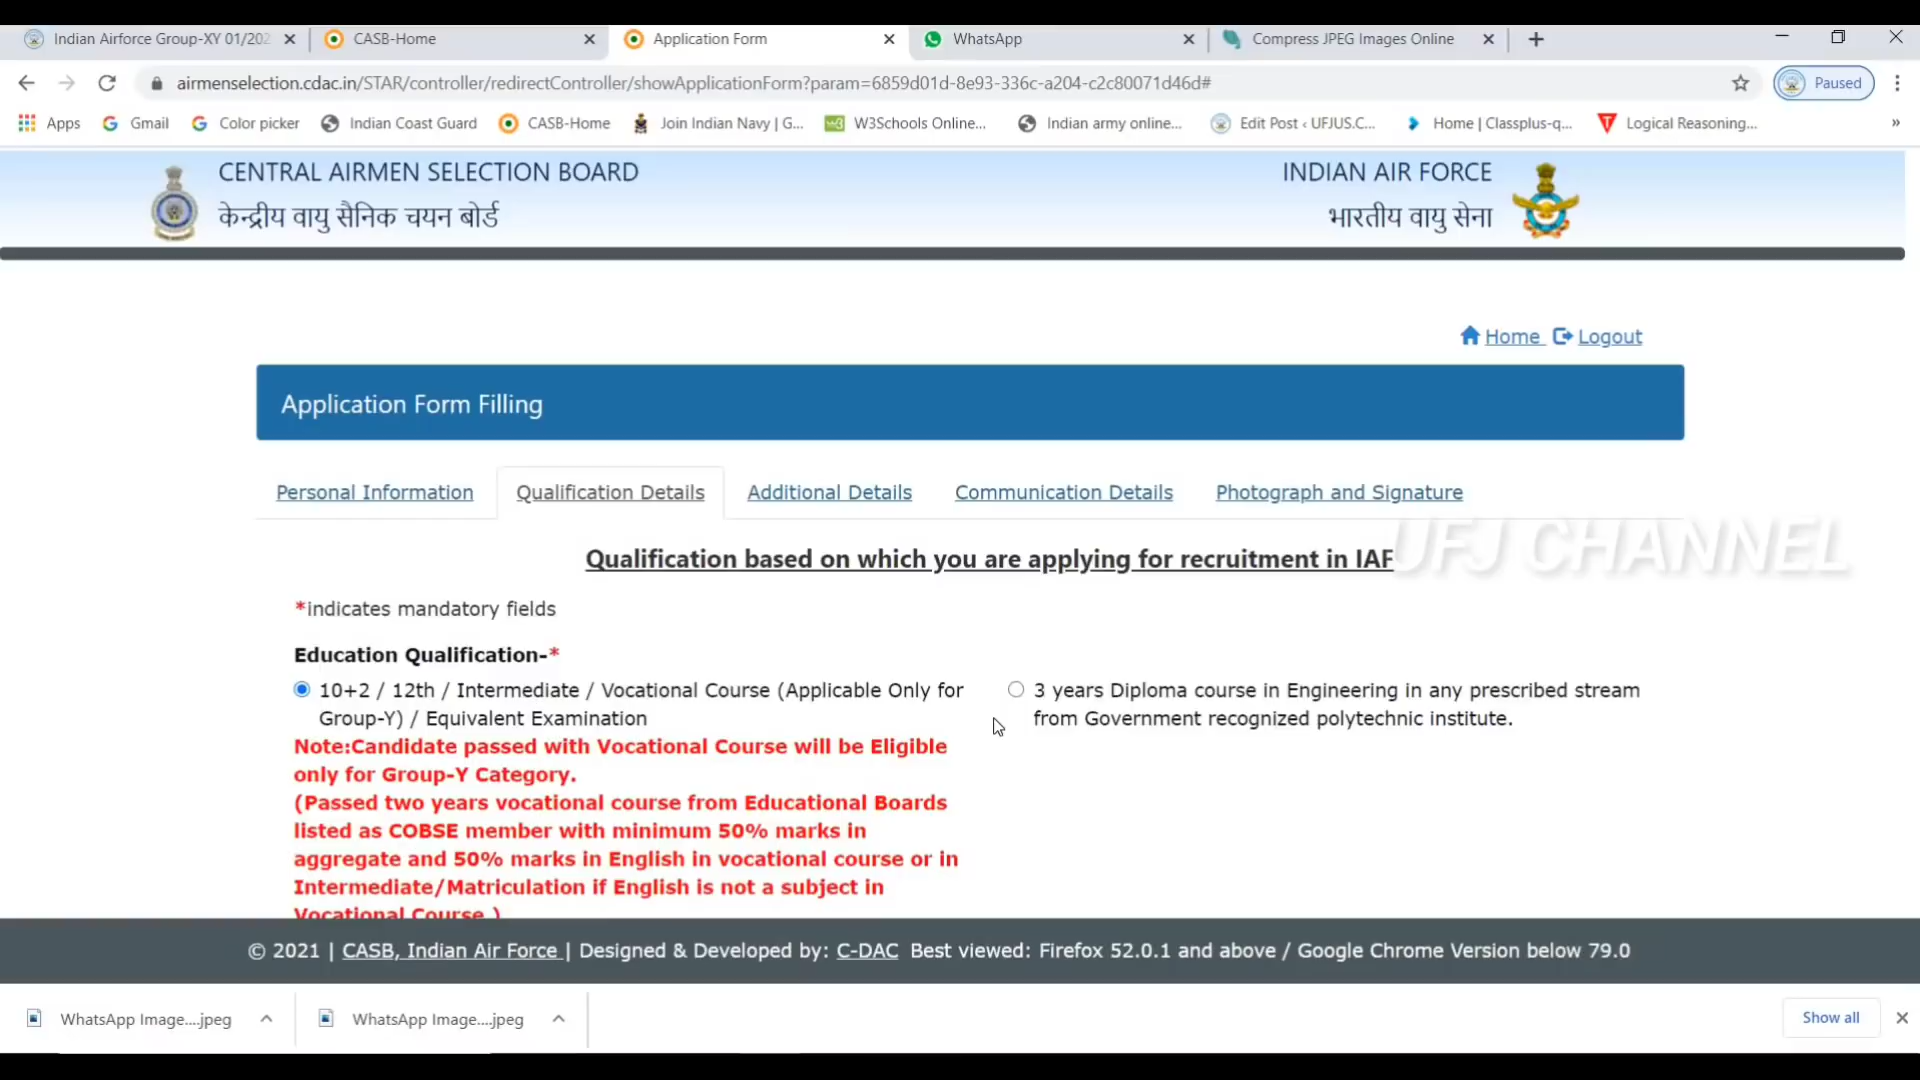 Indian Airforce Group-XY 01/202
CASB-Home
Application Form
WhatsApp
Compress JPEG Images Online
airmenselection.cdac.in/STAR/controller/redirectController/showApplicationForm?param=6859d01d-8e93-336c-a204-c2c80071d46d#
Paused
Apps
Gmail
Color picker
Indian Coast Guard
CASB-Home
Join Indian Navy | G...
W3Schools Online...
Indian army online...
Edit Post ‹ UFJUS.C...
Home | Classplus-q...
Logical Reasoning...
»
CENTRAL AIRMEN SELECTION BOARD
केन्द्रीय वायु सैनिक चयन बोर्ड
INDIAN AIR FORCE
भारतीय वायु सेना
Home Logout
Application Form Filling
Personal Information
Qualification Details
Additional Details
Communication Details
Photograph and Signature
UFJ CHANNEL
Qualification based on which you are applying for recruitment in IAF
*indicates mandatory fields
Education Qualification-*
10+2 / 12th / Intermediate / Vocational Course (Applicable Only for
Group-Y) / Equivalent Examination
3 years Diploma course in Engineering in any prescribed stream
from Government recognized polytechnic institute.
Note:Candidate passed with Vocational Course will be Eligible
only for Group-Y Category.
(Passed two years vocational course from Educational Boards
listed as COBSE member with minimum 50% marks in
aggregate and 50% marks in English in vocational course or in
Intermediate/Matriculation if English is not a subject in
Vocational Course.)
© 2021 | CASB, Indian Air Force | Designed & Developed by: C-DAC Best viewed: Firefox 52.0.1 and above / Google Chrome Version below 79.0
WhatsApp Image....jpeg
WhatsApp Image....jpeg
Show all